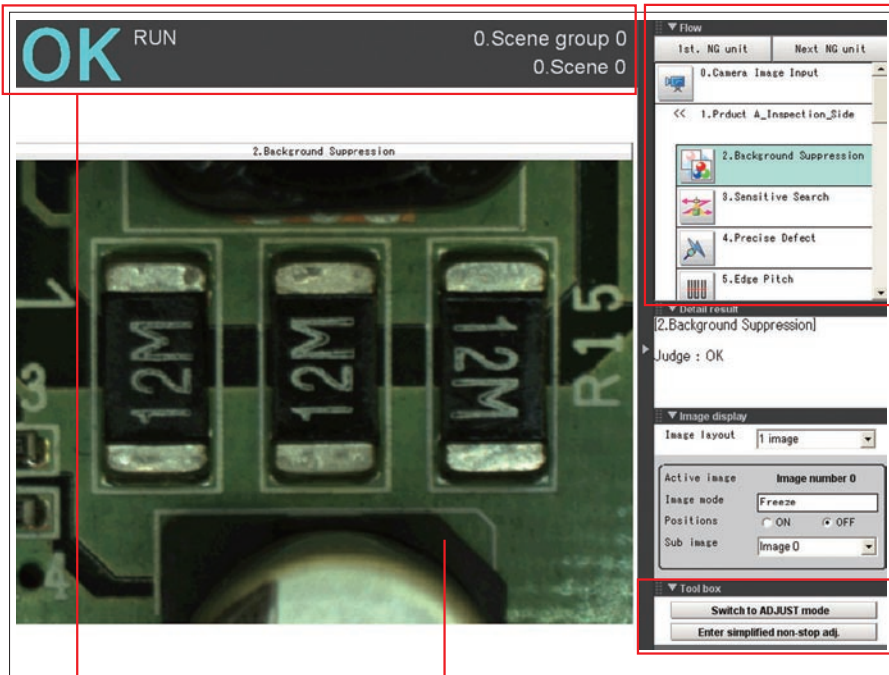 OK RUN
0.Scene group 0
0.Scene 0
2.Background Suppression
12M
12M
12M
R15
3
4
▼ Flow
1st. NG unit Next NG unit
0.Camera Image Input
<< 1.Prduct A_Inspection_Side
2.Background Suppression
3.Sensitive Search
4.Precise Defect
5.Edge Pitch
▼ Detail result
[2.Background Suppression]
Judge : OK
▼ Image display
Image layout 1 image
Active image Image number 0
Image mode Freeze
Positions ON OFF
Sub image Image 0
▼ Tool box
Switch to ADJUST mode
Enter simplified non-stop adj.